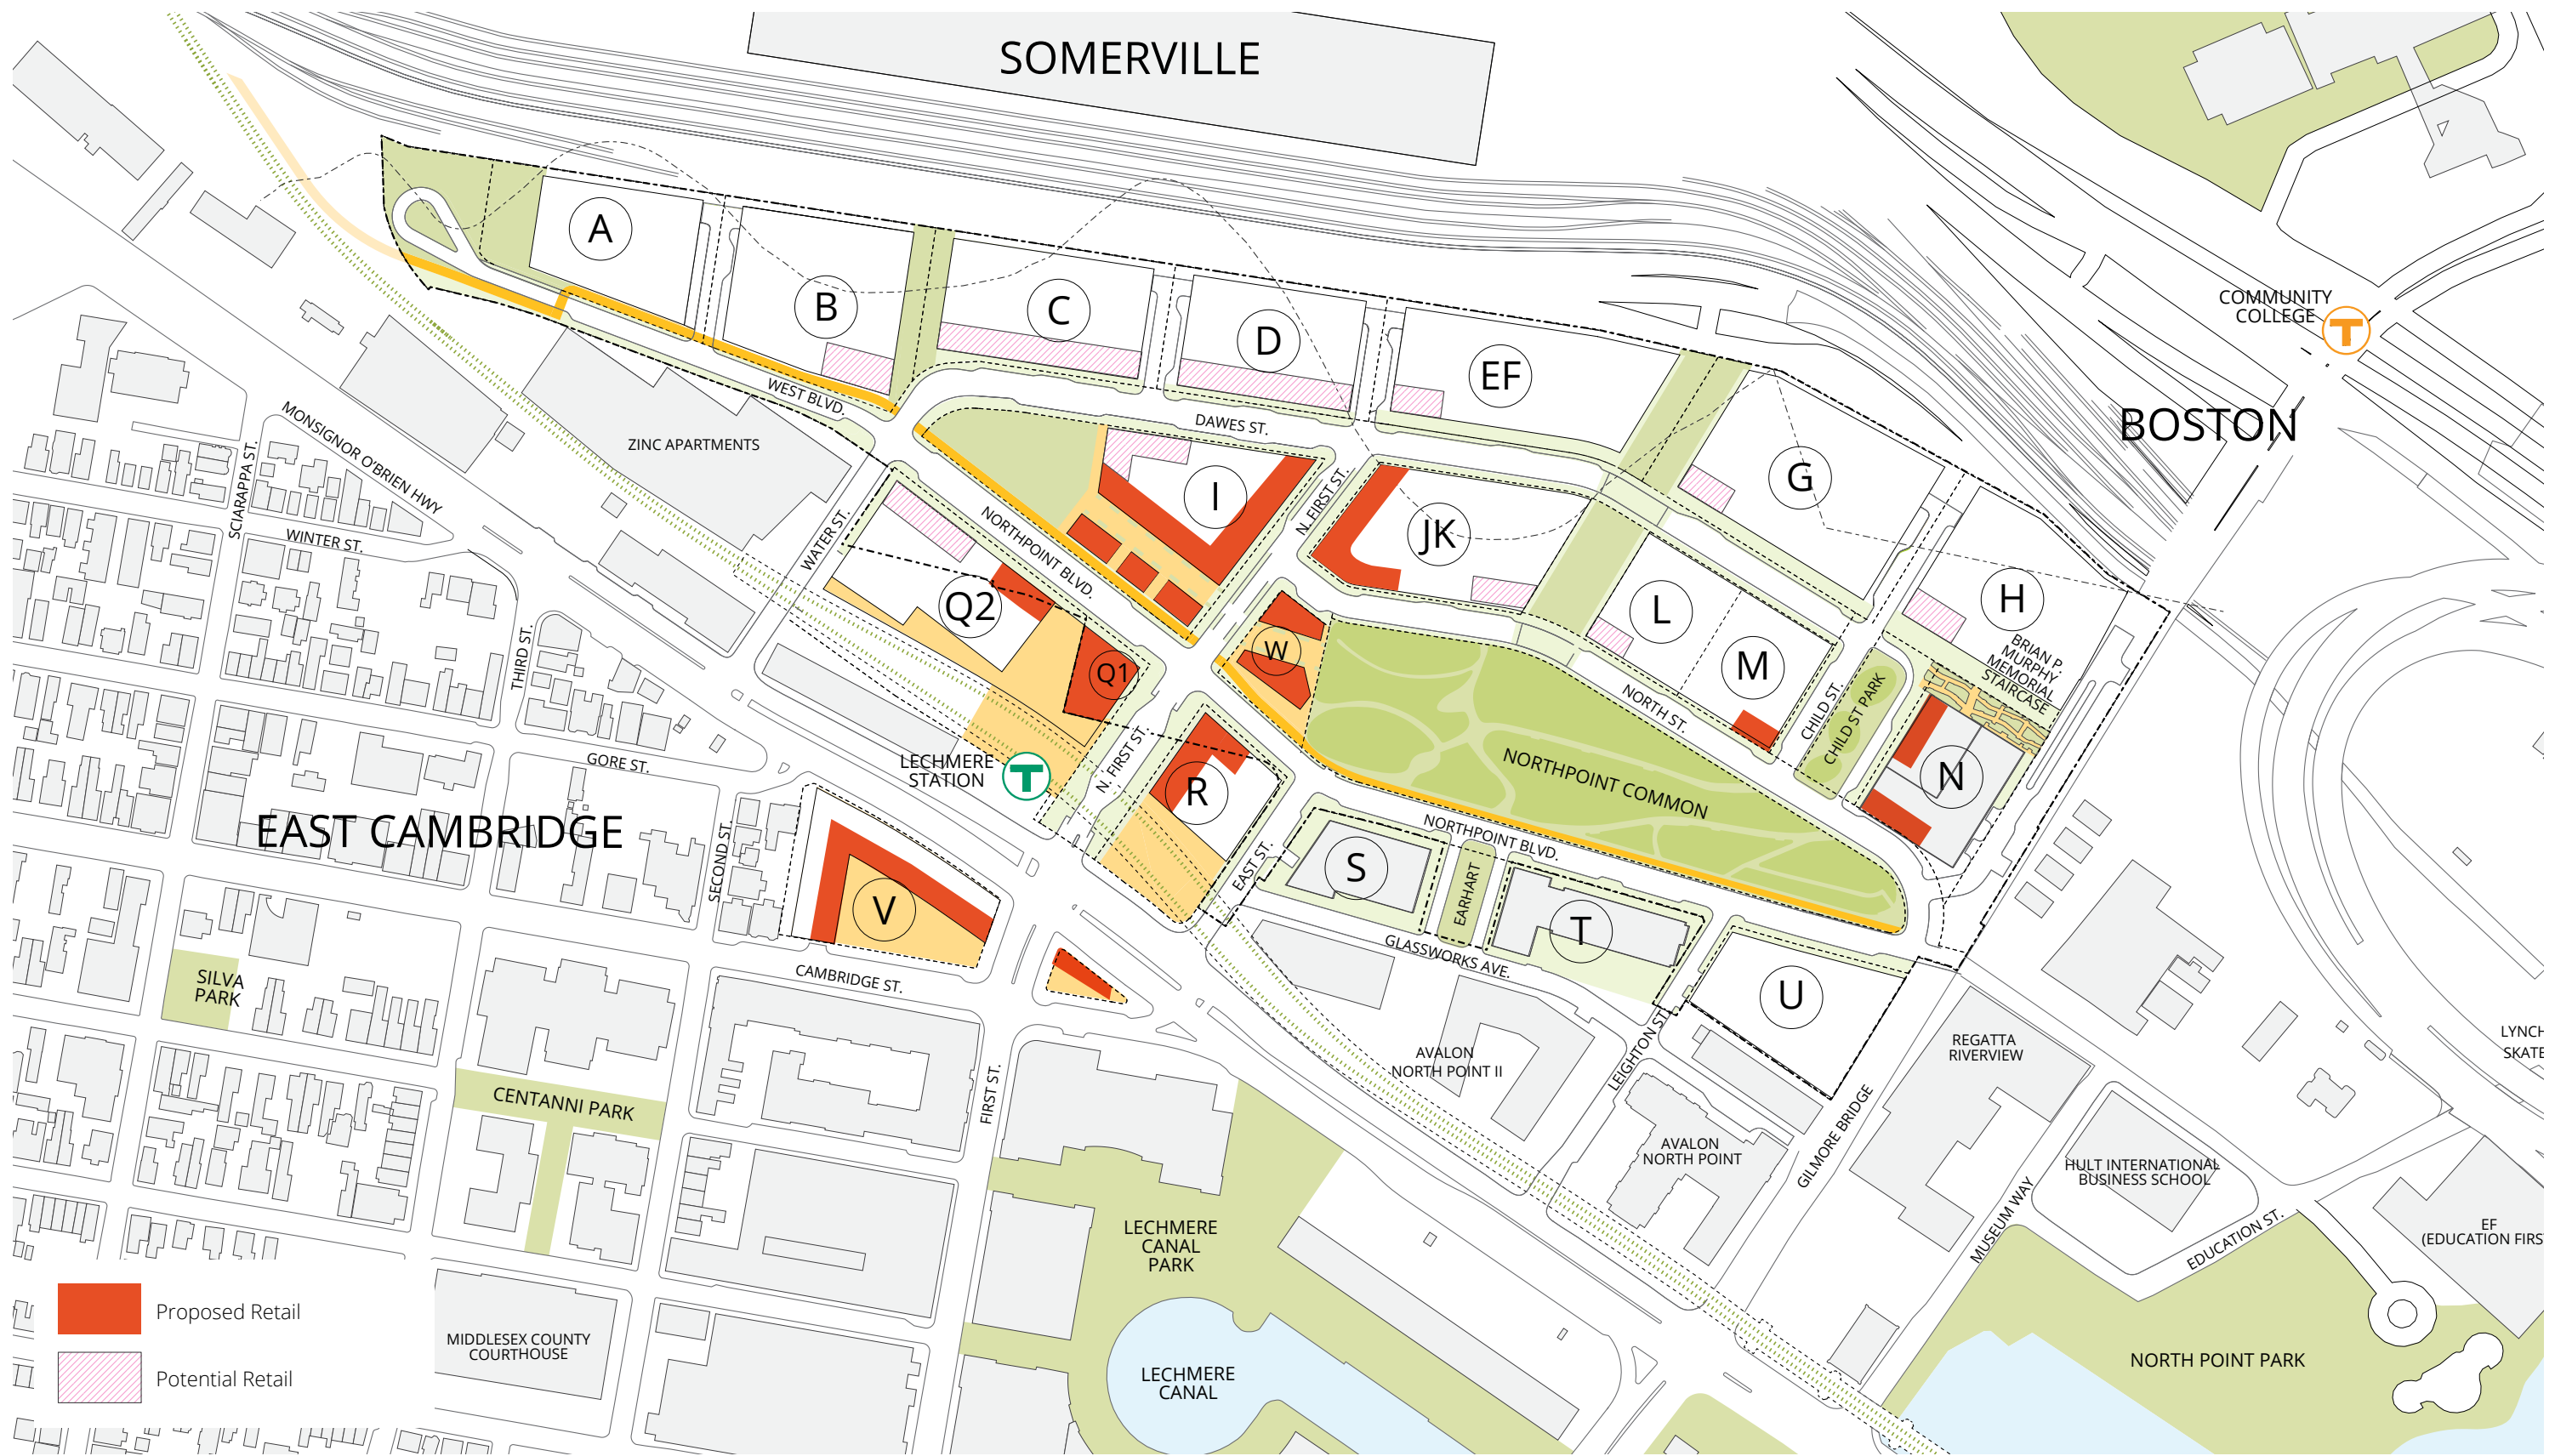 SOMERVILLE
A
B
C
D
EF
G
H
COMMUNITY
COLLEGE
T
BOSTON
WEST BLVD.
DAWES ST.
ZINC APARTMENTS
MONSIGNOR O'BRIEN HWY
SCIARAPPA ST.
WINTER ST.
WATER ST.
NORTHPOINT BLVD.
N. FIRST ST.
I
JK
L
M
Q2
Q1
W
BRIAN P.
MURPHY
MEMORIAL
STAIRCASE
THIRD ST.
GORE ST.
LECHMERE
STATION
T
N. FIRST ST.
R
NORTH ST.
CHILD ST.
CHILD ST PARK
N
NORTHPOINT COMMON
EAST CAMBRIDGE
SECOND ST.
V
EAST ST.
S
EARHART
NORTHPOINT BLVD.
T
U
GLASSWORKS AVE.
CAMBRIDGE ST.
SILVA
PARK
CENTANNI PARK
FIRST ST.
AVALON
NORTH POINT II
LEIGHTON ST.
REGATTA
RIVERVIEW
LYNCH
SKATE
AVALON
NORTH POINT
GILMORE BRIDGE
HULT INTERNATIONAL
BUSINESS SCHOOL
MUSEUM WAY
EDUCATION ST.
EF
(EDUCATION FIRS
LECHMERE
CANAL
PARK
LECHMERE
CANAL
MIDDLESEX COUNTY
COURTHOUSE
NORTH POINT PARK
Proposed Retail
Potential Retail